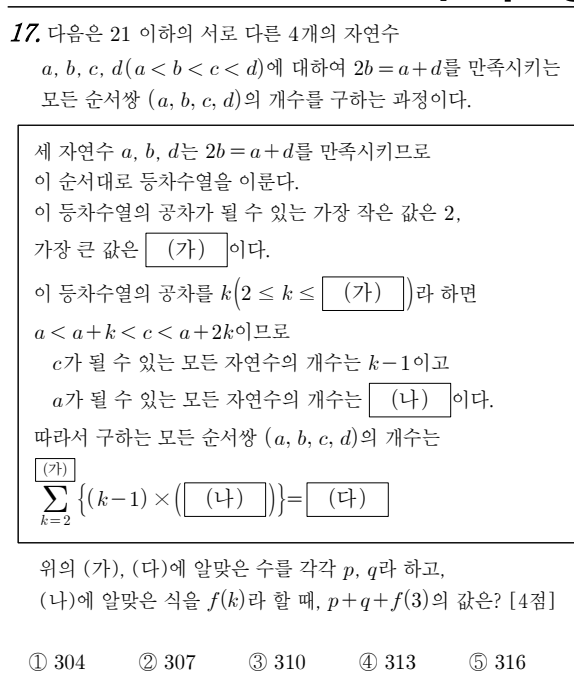 17. 다음은 21 이하의 서로 다른 4개의 자연수
a, b, c, d(a < b < c < d)에 대하여 2b = a + d를 만족시키는
모든 순서쌍 (a, b, c, d)의 개수를 구하는 과정이다.
세 자연수 a, b, d는 2b = a + d를 만족시키므로
이 순서대로 등차수열을 이룬다.
이 등차수열의 공차가 될 수 있는 가장 작은 값은 2,
가장 큰 값은 (가) 이다.
이 등차수열의 공차를 k(2 ≤ k ≤ (가) )라 하면
a < a + k < c < a + 2k이므로
c가 될 수 있는 모든 자연수의 개수는 k − 1이고
a가 될 수 있는 모든 자연수의 개수는 (나) 이다.
따라서 구하는 모든 순서쌍 (a, b, c, d)의 개수는
(가)
∑ {(k − 1) × ( (나) )} = (다)
k = 2
위의 (가), (다)에 알맞은 수를 각각 p, q라 하고,
(나)에 알맞은 식을 f(k)라 할 때, p + q + f(3)의 값은? [4점]
① 304 ② 307 ③ 310 ④ 313 ⑤ 316